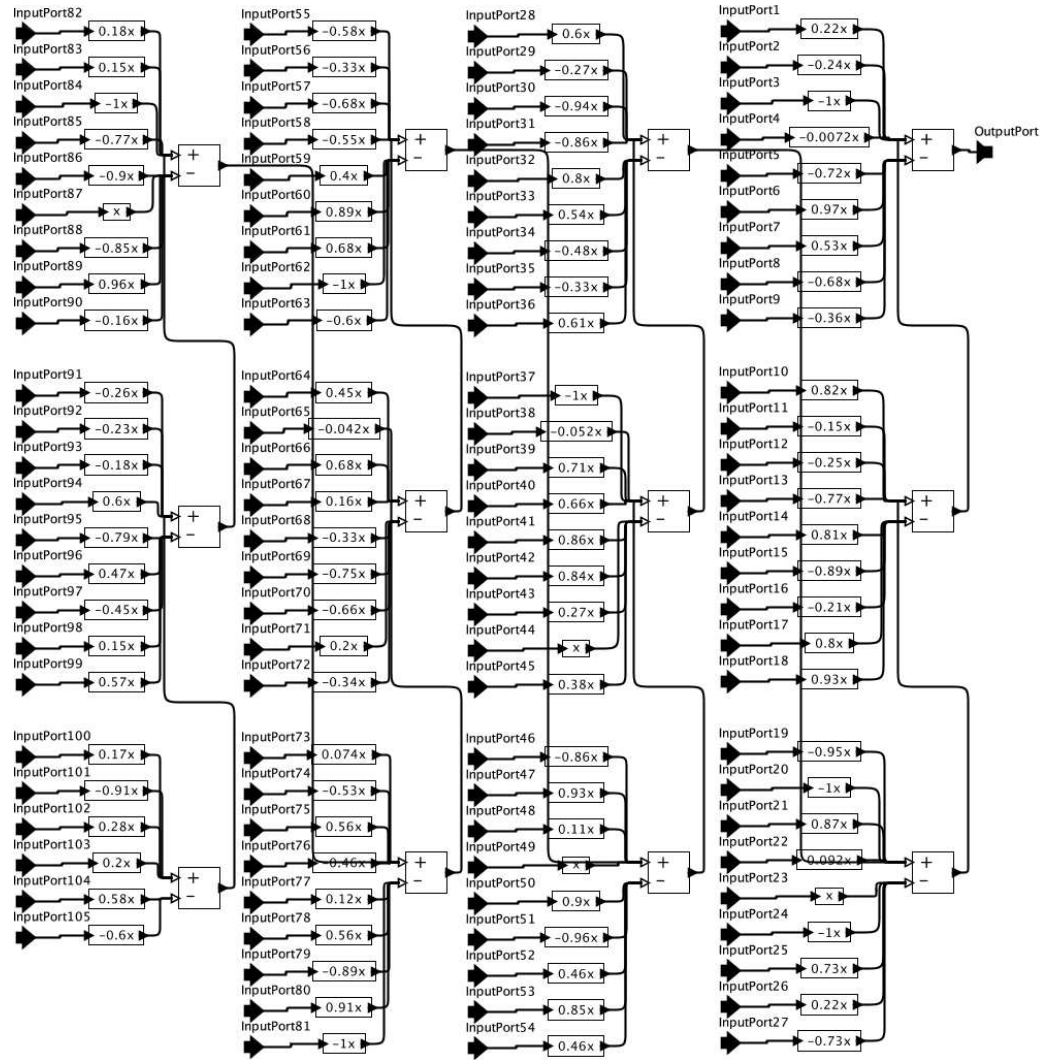 InputPort82
0.18x
InputPort83
0.15x
InputPort84
-1x
InputPort85
-0.77x
InputPort86
-0.9x
InputPort87
x
InputPort88
-0.85x
InputPort89
0.96x
InputPort90
-0.16x
+
−
InputPort91
-0.26x
InputPort92
-0.23x
InputPort93
-0.18x
InputPort94
0.6x
InputPort95
-0.79x
InputPort96
0.47x
InputPort97
-0.45x
InputPort98
0.15x
InputPort99
0.57x
+
−
InputPort100
0.17x
InputPort101
-0.91x
InputPort102
0.28x
InputPort103
0.2x
InputPort104
0.58x
InputPort105
-0.6x
+
−
InputPort55
-0.58x
InputPort56
-0.33x
InputPort57
-0.68x
InputPort58
-0.55x
InputPort59
0.4x
InputPort60
0.89x
InputPort61
0.68x
InputPort62
-1x
InputPort63
-0.6x
+
−
InputPort64
0.45x
InputPort65
-0.042x
InputPort66
0.68x
InputPort67
0.16x
InputPort68
-0.33x
InputPort69
-0.75x
InputPort70
-0.66x
InputPort71
0.2x
InputPort72
-0.34x
+
−
InputPort73
0.074x
InputPort74
-0.53x
InputPort75
0.56x
InputPort76
InputPort77
0.12x
InputPort78
0.56x
InputPort79
-0.89x
InputPort80
0.91x
InputPort81
-1x
+
−
InputPort28
0.6x
InputPort29
-0.27x
InputPort30
-0.94x
InputPort31
-0.86x
InputPort32
0.8x
InputPort33
0.54x
InputPort34
-0.48x
InputPort35
-0.33x
InputPort36
0.61x
+
−
InputPort37
-1x
InputPort38
-0.052x
InputPort39
0.71x
InputPort40
0.66x
InputPort41
0.86x
InputPort42
0.84x
InputPort43
0.27x
InputPort44
x
InputPort45
0.38x
+
−
InputPort46
-0.86x
InputPort47
0.93x
InputPort48
0.11x
InputPort49
x
InputPort50
0.9x
InputPort51
-0.96x
InputPort52
0.46x
InputPort53
0.85x
InputPort54
0.46x
+
−
InputPort1
0.22x
InputPort2
-0.24x
InputPort3
-1x
InputPort4
-0.0072x
InputPort5
-0.72x
InputPort6
0.97x
InputPort7
0.53x
InputPort8
-0.68x
InputPort9
-0.36x
+
−
OutputPort
InputPort10
0.82x
InputPort11
-0.15x
InputPort12
-0.25x
InputPort13
-0.77x
InputPort14
0.81x
InputPort15
-0.89x
InputPort16
-0.21x
InputPort17
0.8x
InputPort18
0.93x
+
−
InputPort19
-0.95x
InputPort20
-1x
InputPort21
0.87x
InputPort22
0.092x
InputPort23
x
InputPort24
-1x
InputPort25
0.73x
InputPort26
0.22x
InputPort27
-0.73x
+
−